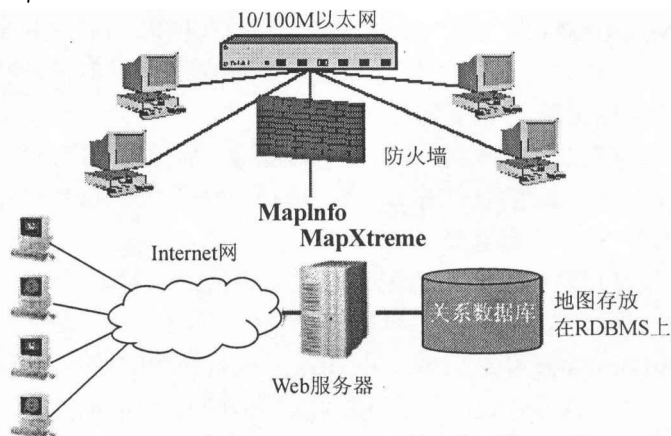 10/100M以太网
防火墙
MapInfo
MapXtreme
Internet网
关系数据库
地图存放
在RDBMS上
Web服务器